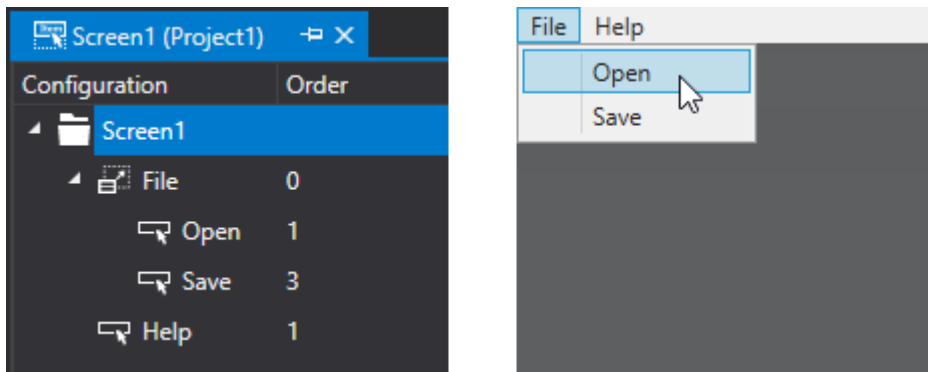 Screen1 (Project1)
Configuration Order
Screen1
File 0
Open 1
Save 3
Help 1
File Help
Open
Save